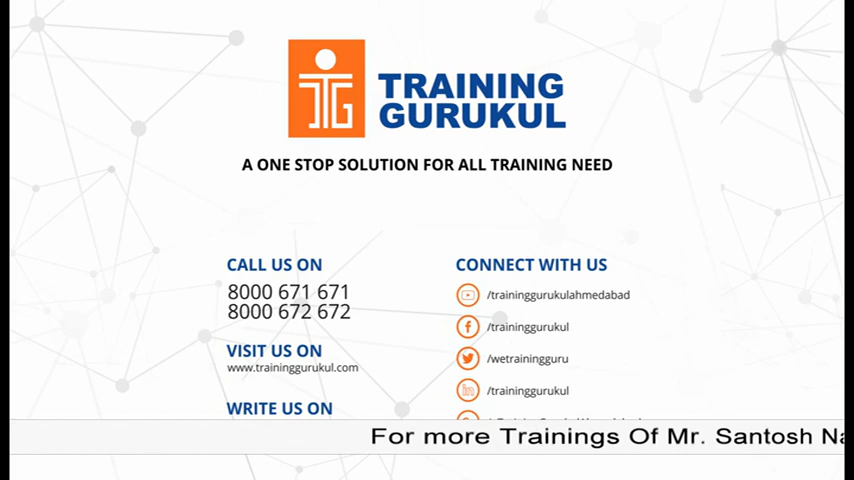 TRAINING
GURUKUL
A ONE STOP SOLUTION FOR ALL TRAINING NEED
CALL US ON
8000 671 671
8000 672 672
VISIT US ON
www.traininggurukul.com
WRITE US ON
CONNECT WITH US
/traininggurukulahmedabad
/traininggurukul
/wetrainingguru
/traininggurukul
For more Trainings Of Mr. Santosh Na